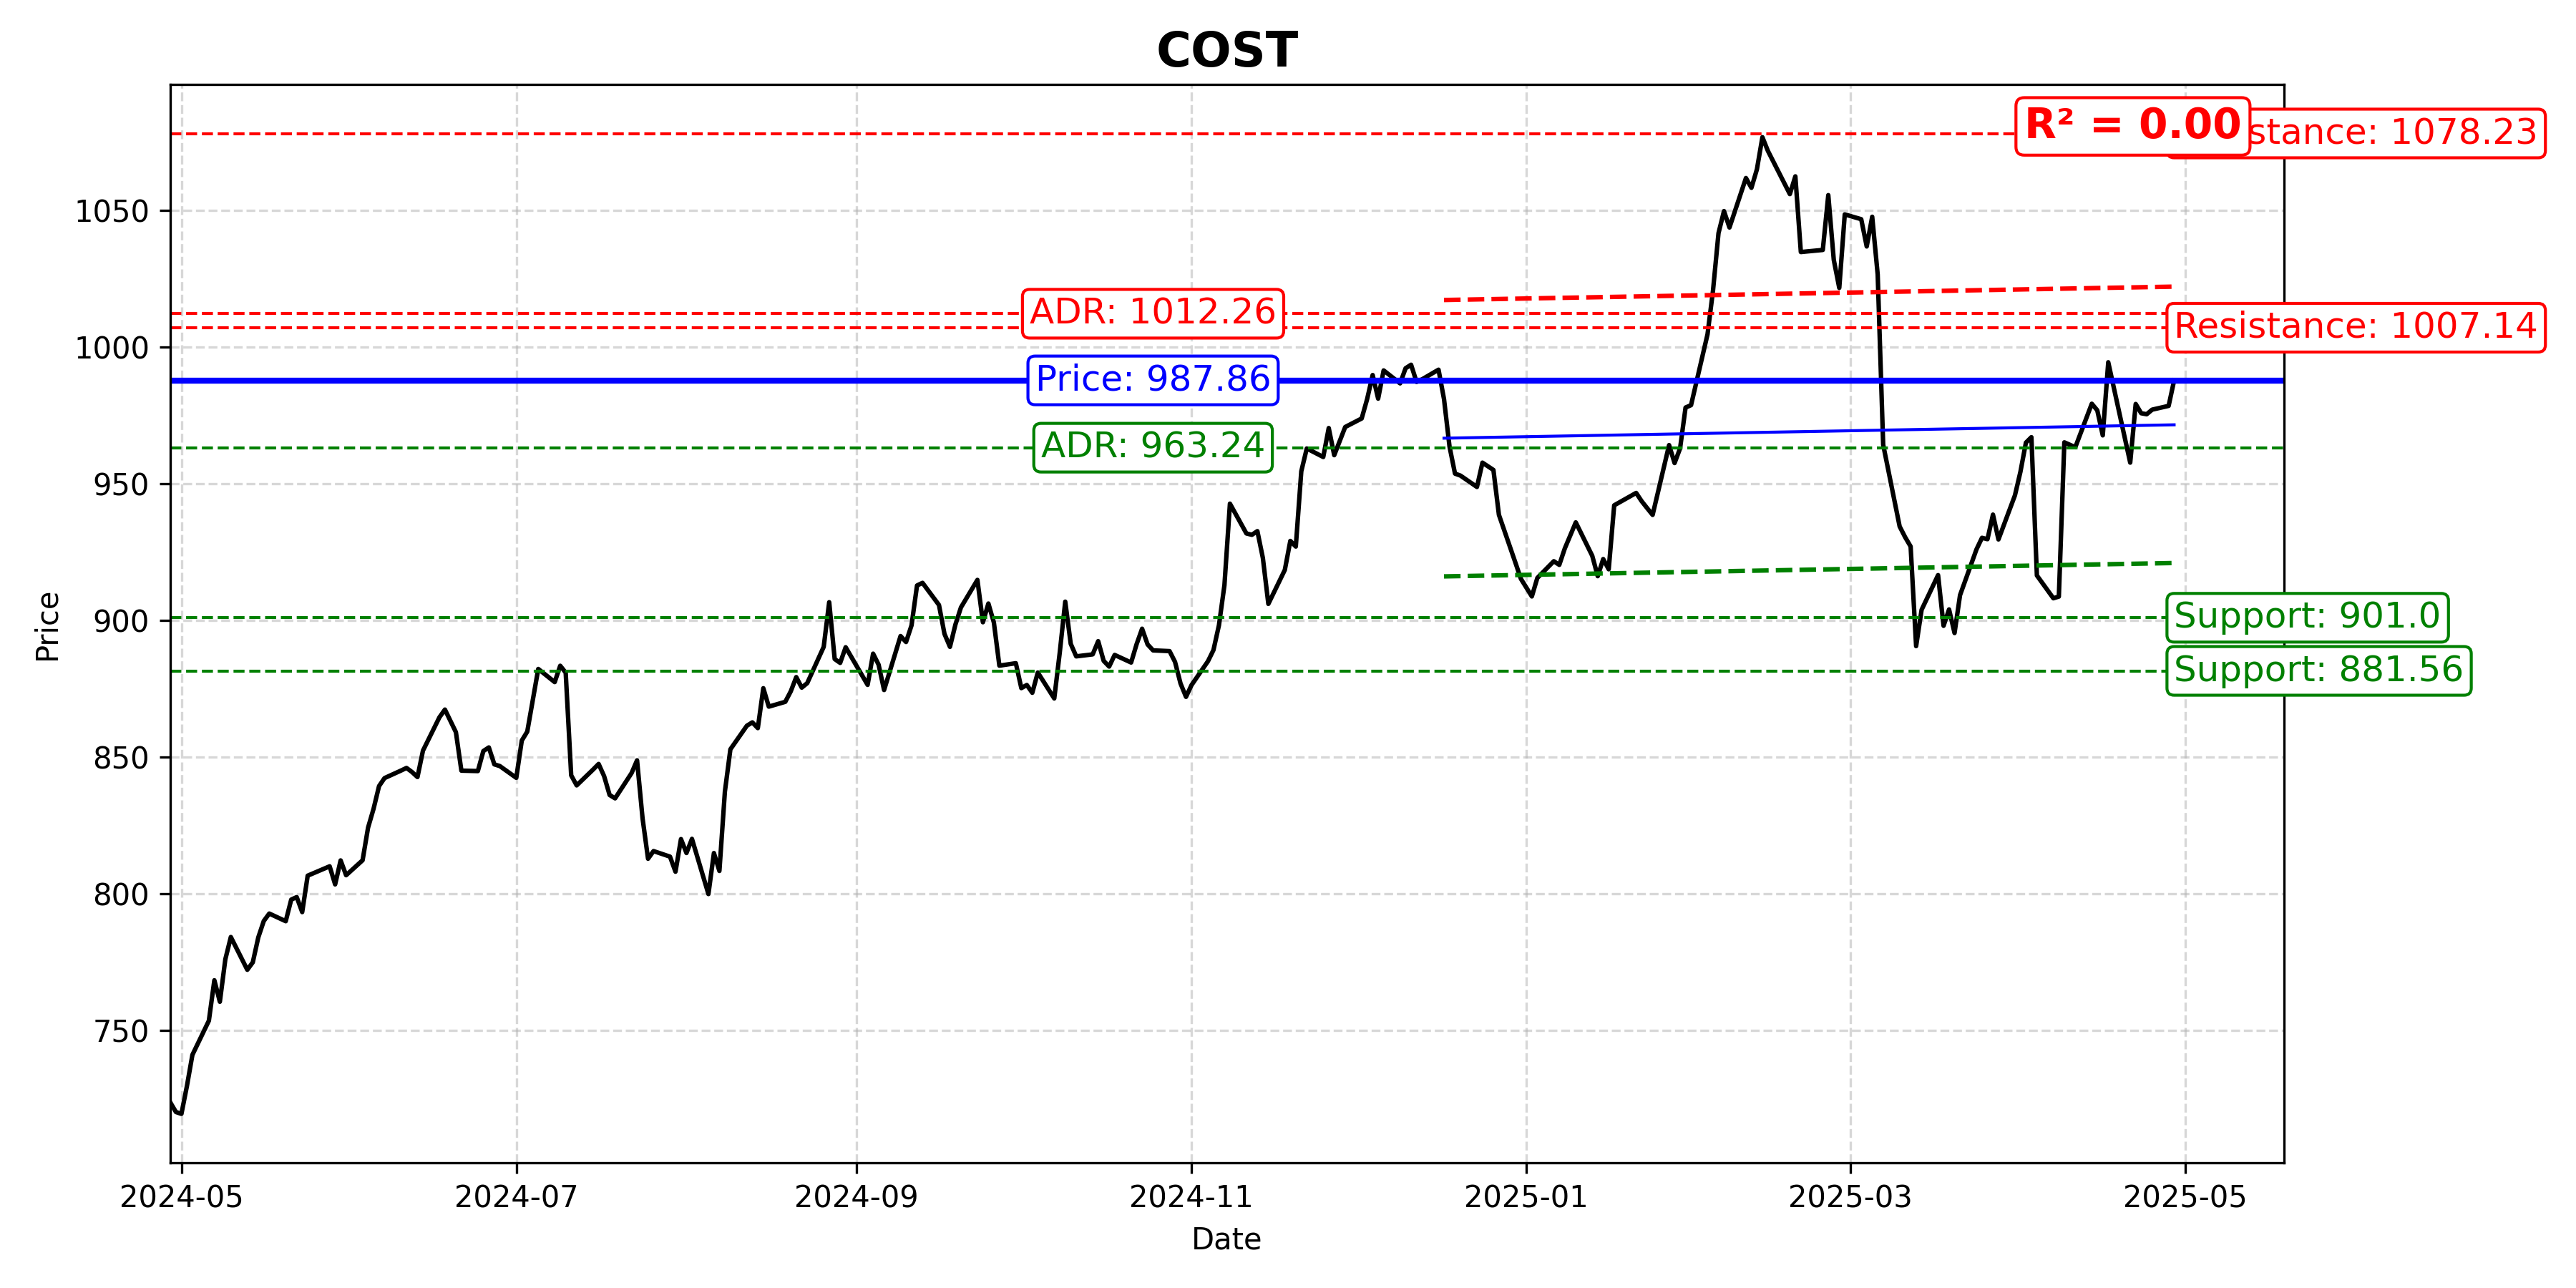 COST
R² = 0.00
stance: 1078.23
1050
ADR: 1012.26
Resistance: 1007.14
1000
Price: 987.86
ADR: 963.24
950
900
Support: 901.0
Support: 881.56
850
800
750
Price
2024-05
2024-07
2024-09
2024-11
2025-01
2025-03
2025-05
Date